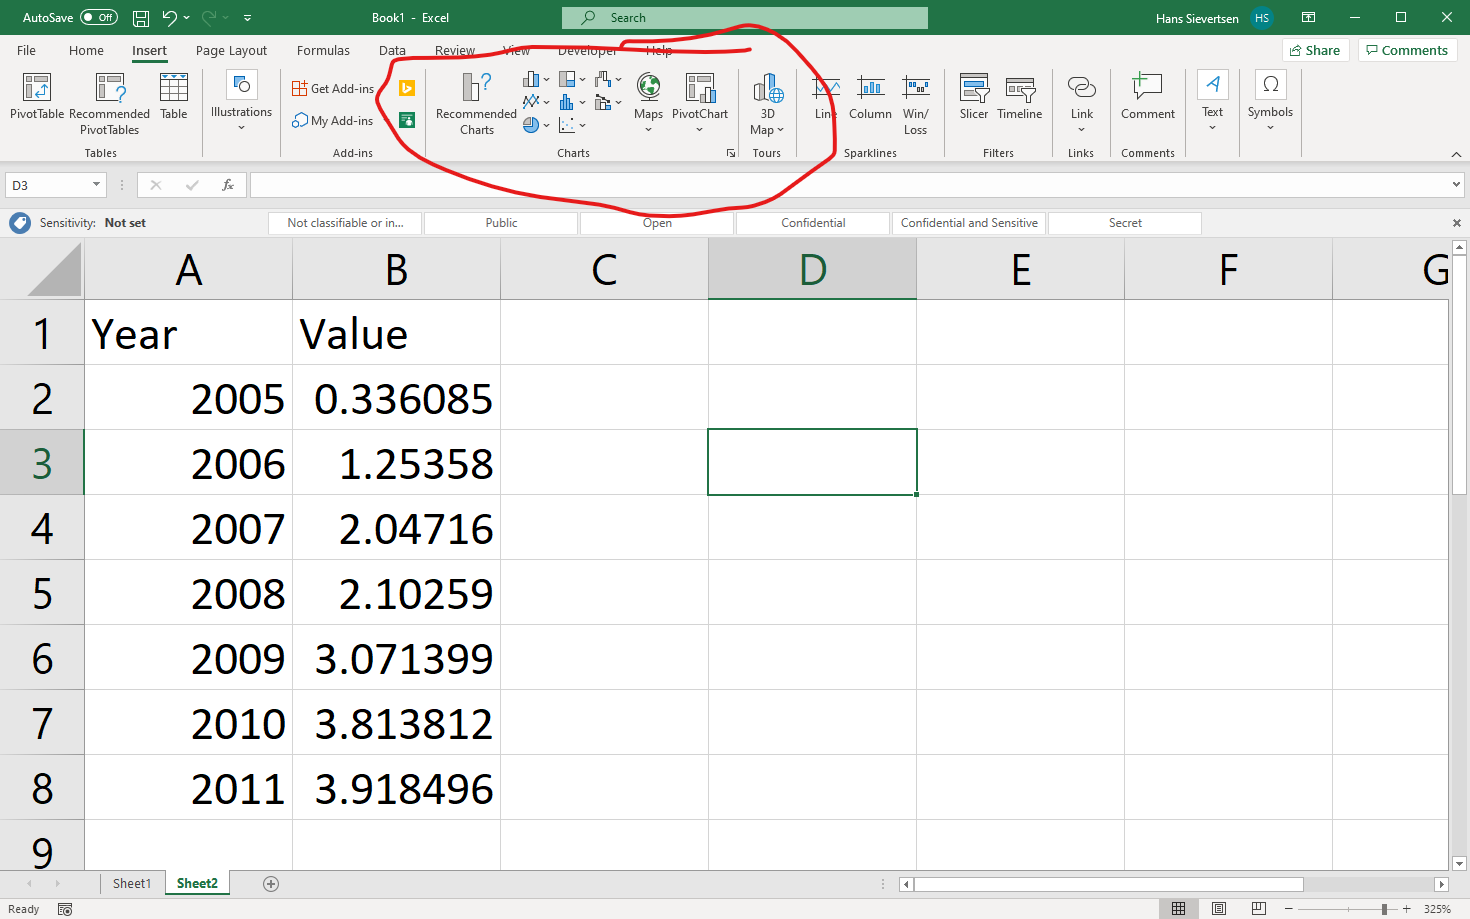 AutoSave Off Book1 - Excel Search Hans Sievertsen HS
File Home Insert Page Layout Formulas Data Review View Developer Help Share Comments
PivotTable Recommended PivotTables Table Illustrations Get Add-ins My Add-ins Recommended Charts Maps PivotChart 3D Map Line Column Win/Loss Slicer Timeline Link Comment Text Symbols
Tables Add-ins Charts Tours Sparklines Filters Links Comments
D3 fx
Sensitivity: Not set Not classifiable or in... Public Open Confidential Confidential and Sensitive Secret
A B C D E F G
1 Year Value
2 2005 0.336085
3 2006 1.25358
4 2007 2.04716
5 2008 2.10259
6 2009 3.071399
7 2010 3.813812
8 2011 3.918496
9
Sheet1 Sheet2
Ready 325%